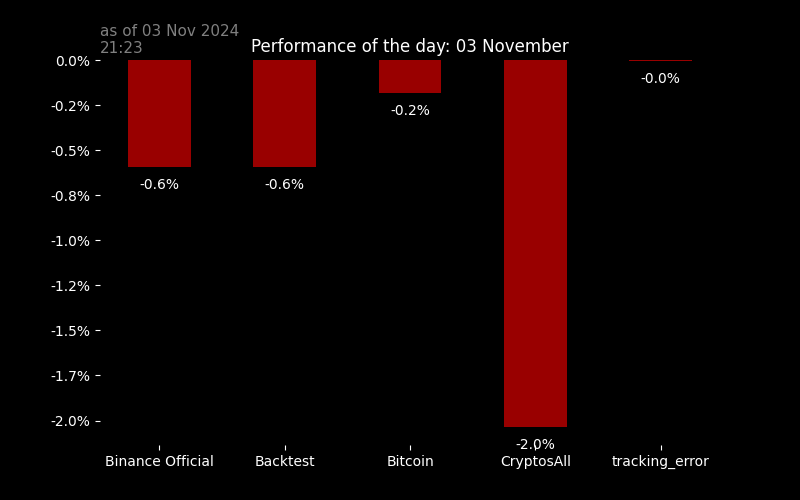 as of 03 Nov 2024
21:23
Performance of the day: 03 November
0.0%
-0.2%
-0.5%
-0.8%
-1.0%
-1.2%
-1.5%
-1.7%
-2.0%
-0.6%
-0.6%
-0.2%
-2.0%
-0.0%
Binance Official
Backtest
Bitcoin
CryptosAll
tracking_error